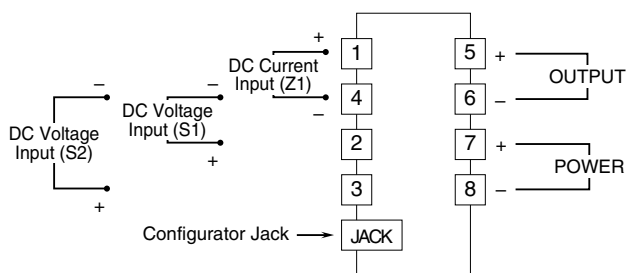 +
DC Current
Input (Z1)
–
–
DC Voltage
Input (S1)
+
–
DC Voltage
Input (S2)
+
1
4
2
3
JACK
Configurator Jack
5
+
OUTPUT
6
–
7
+
POWER
8
–